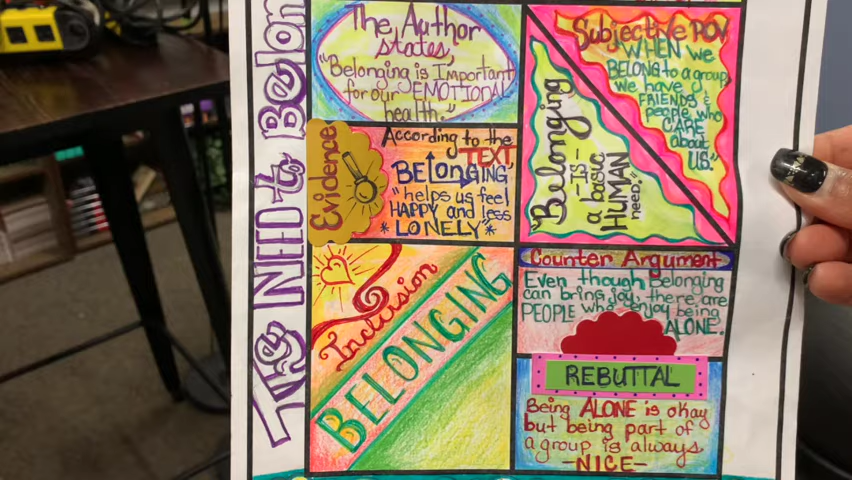 The NEED to Belon
The Author
states,
"Belonging is Important
for our EMOTIONAL
health."
Subjective POV
WHEN we
BELONG to a group
we have
FRIENDS &
people who
CARE
about
US.
"Belonging
-IS-
a basic
HUMAN
need."
Evidence
According to the
TEXT,
BELONGING
"helps us feel
HAPPY and less
*LONELY"*
Inclusion
BELONGING
Counter Argument
Even though Belonging
can bring joy, there are
PEOPLE who enjoy being
ALONE.
REBUTTAL
Being ALONE is okay
but being part of
a group is always
-NICE-